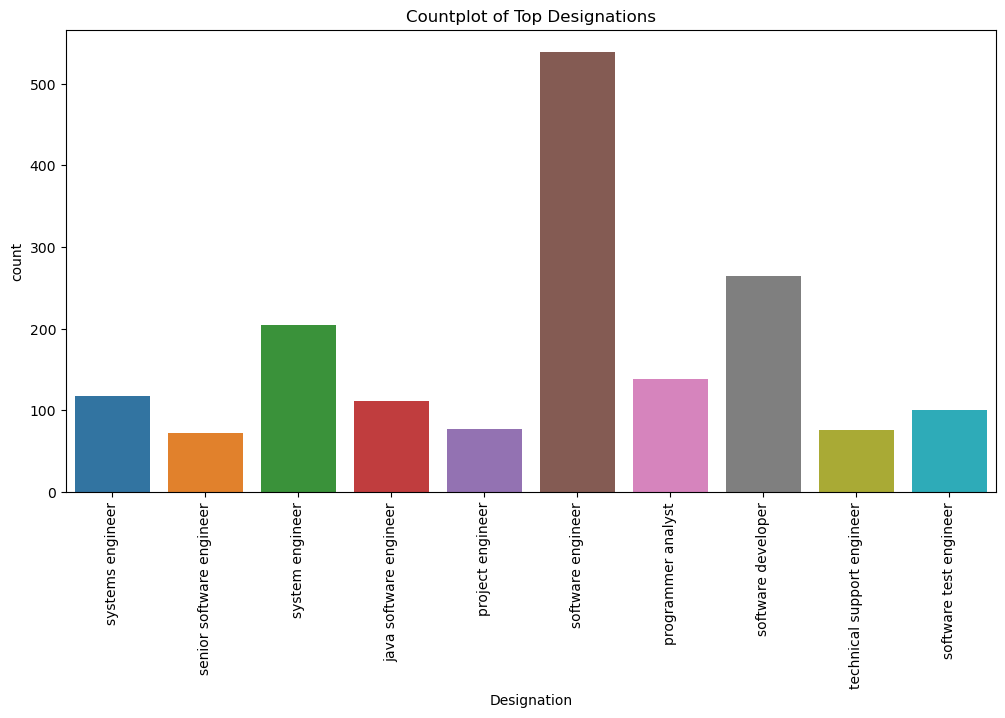 Countplot of Top Designations
count
500
400
300
200
100
0
systems engineer
senior software engineer
system engineer
java software engineer
project engineer
software engineer
programmer analyst
software developer
technical support engineer
software test engineer
Designation